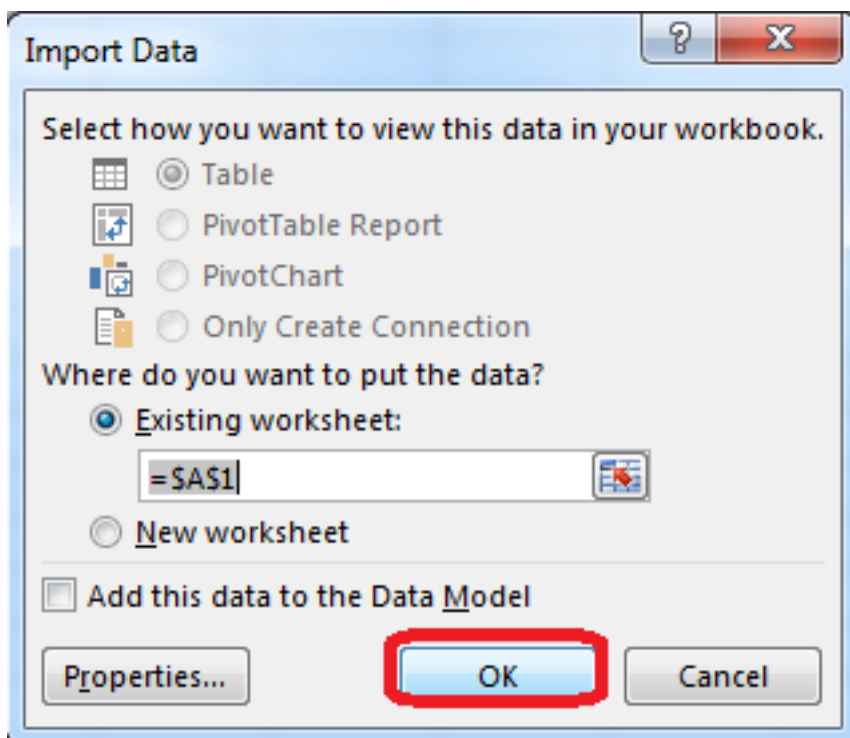 Import Data
Select how you want to view this data in your workbook.
Table
PivotTable Report
PivotChart
Only Create Connection
Where do you want to put the data?
Existing worksheet:
=$A$1
New worksheet
Add this data to the Data Model
Properties... OK Cancel